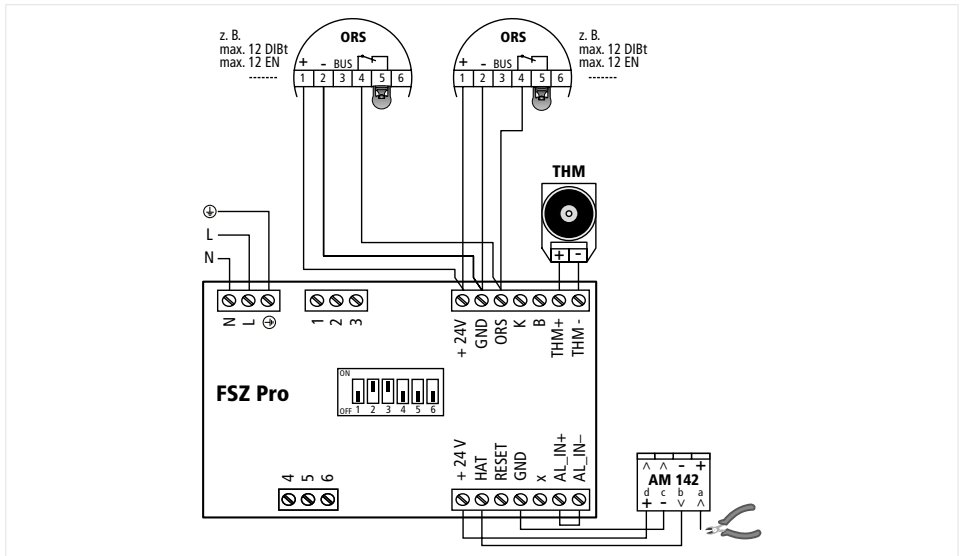 z. B.
max. 12 DIBt
max. 12 EN
-------
ORS
+ - BUS
1 2 3 4 5 6
z. B.
max. 12 DIBt
max. 12 EN
-------
ORS
+ - BUS
1 2 3 4 5 6
THM
+ -
L
N
N L
1 2 3
+ 24V GND ORS K B THM+ THM -
FSZ Pro
ON
OFF 1 2 3 4 5 6
4 5 6
+ 24 V HAT RESET GND x AL_IN+ AL_IN–
- +
AM 142
d c b a
+ -